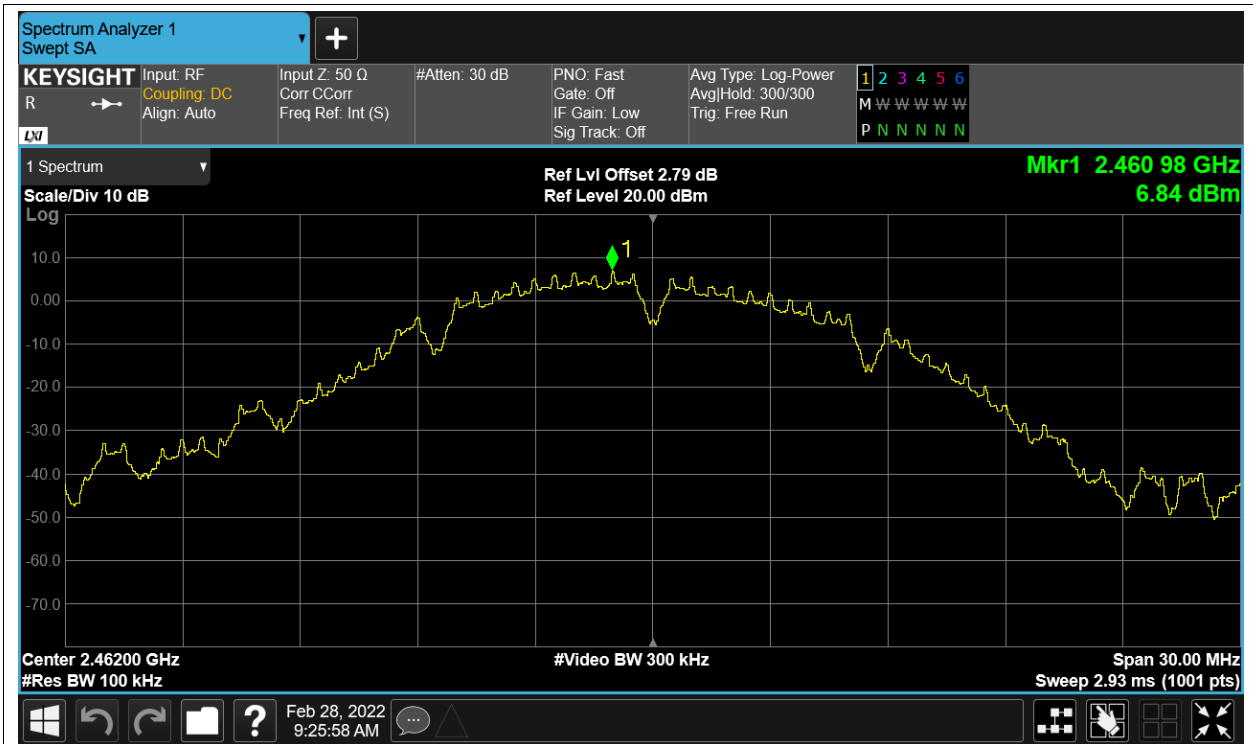 Spectrum Analyzer 1
Swept SA
KEYSIGHT
R
LXI
Input: RF
Coupling: DC
Align: Auto
Input Z: 50 Ω
Corr CCorr
Freq Ref: Int (S)
#Atten: 30 dB
PNO: Fast
Gate: Off
IF Gain: Low
Sig Track: Off
Avg Type: Log-Power
Avg|Hold: 300/300
Trig: Free Run
1 2 3 4 5 6
M W W W W W W
P N N N N N N
1 Spectrum
Scale/Div 10 dB
Ref Lvl Offset 2.79 dB
Ref Level 20.00 dBm
Mkr1 2.460 98 GHz
6.84 dBm
Log
1
10.0
0.00
-10.0
-20.0
-30.0
-40.0
-50.0
-60.0
-70.0
Center 2.46200 GHz
#Res BW 100 kHz
#Video BW 300 kHz
Span 30.00 MHz
Sweep 2.93 ms (1001 pts)
?
Feb 28, 2022
9:25:58 AM